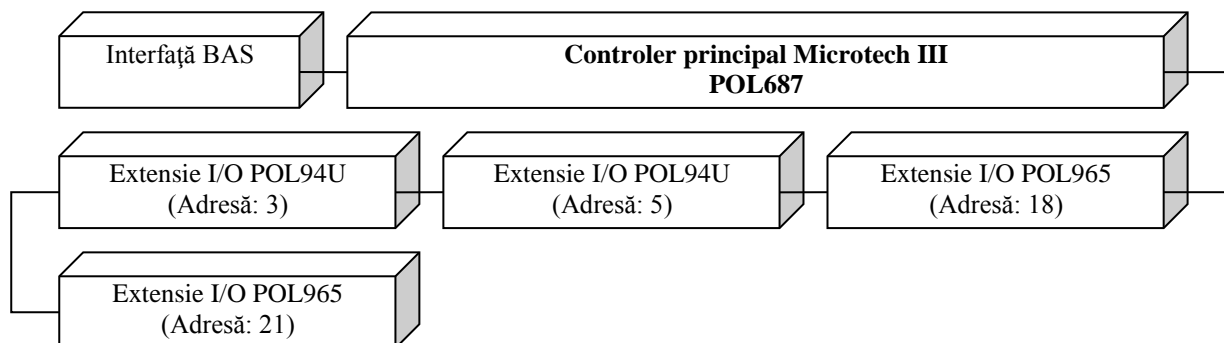 Interfaţă BAS
Controler principal Microtech III
POL687
Extensie I/O POL94U
(Adresă: 3)
Extensie I/O POL94U
(Adresă: 5)
Extensie I/O POL965
(Adresă: 18)
Extensie I/O POL965
(Adresă: 21)